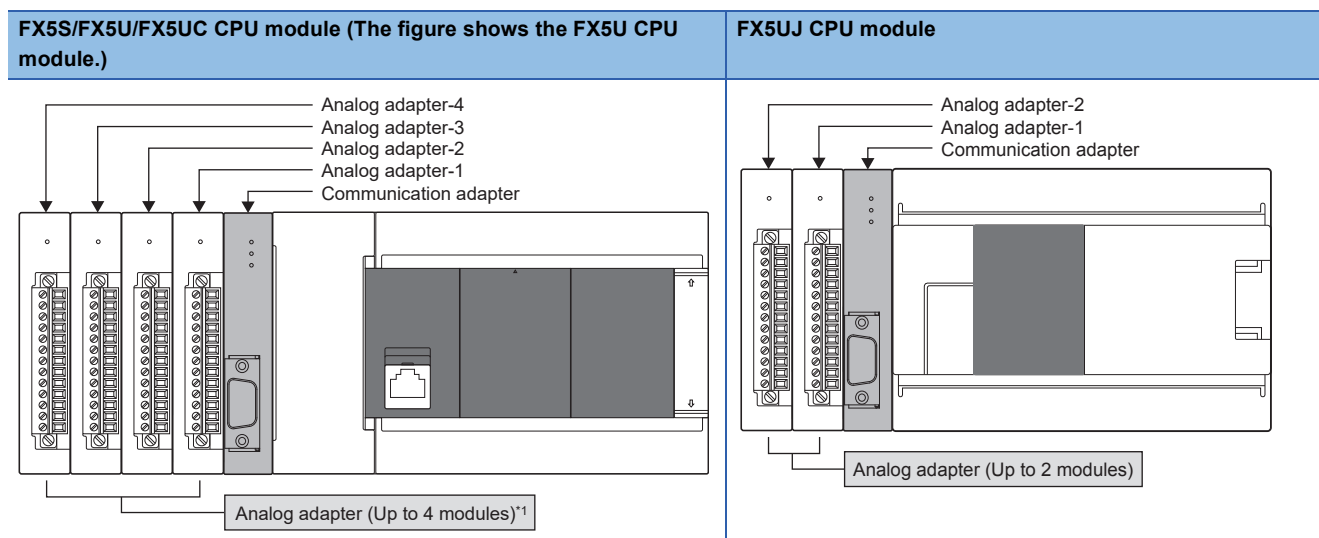 FX5S/FX5U/FX5UC CPU module (The figure shows the FX5U CPU
module.)
FX5UJ CPU module
Analog adapter-4
Analog adapter-3
Analog adapter-2
Analog adapter-1
Communication adapter
Analog adapter (Up to 4 modules)*1
Analog adapter-2
Analog adapter-1
Communication adapter
Analog adapter (Up to 2 modules)